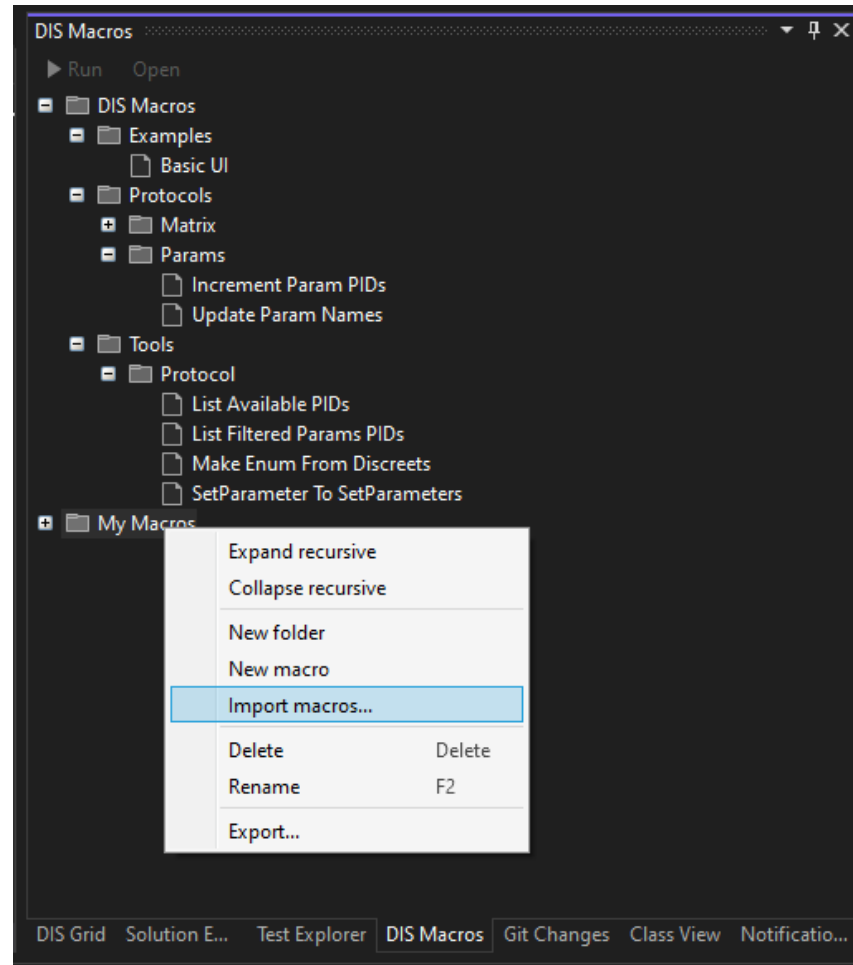 DIS Macros
Run Open
DIS Macros
Examples
Basic UI
Protocols
Matrix
Params
Increment Param PIDs
Update Param Names
Tools
Protocol
List Available PIDs
List Filtered Params PIDs
Make Enum From Discreets
SetParameter To SetParameters
My Macros
Expand recursive
Collapse recursive
New folder
New macro
Import macros...
Delete Delete
Rename F2
Export...
DIS Grid Solution E... Test Explorer DIS Macros Git Changes Class View Notificatio...